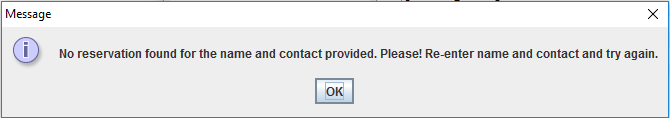 Message
No reservation found for the name and contact provided. Please! Re-enter name and contact and try again.
OK